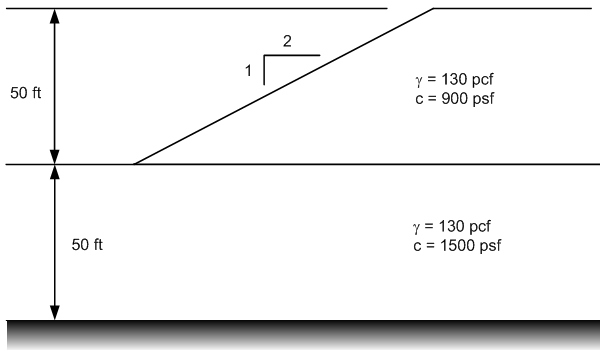 2
1
50 ft
γ = 130 pcf
c = 900 psf
50 ft
γ = 130 pcf
c = 1500 psf